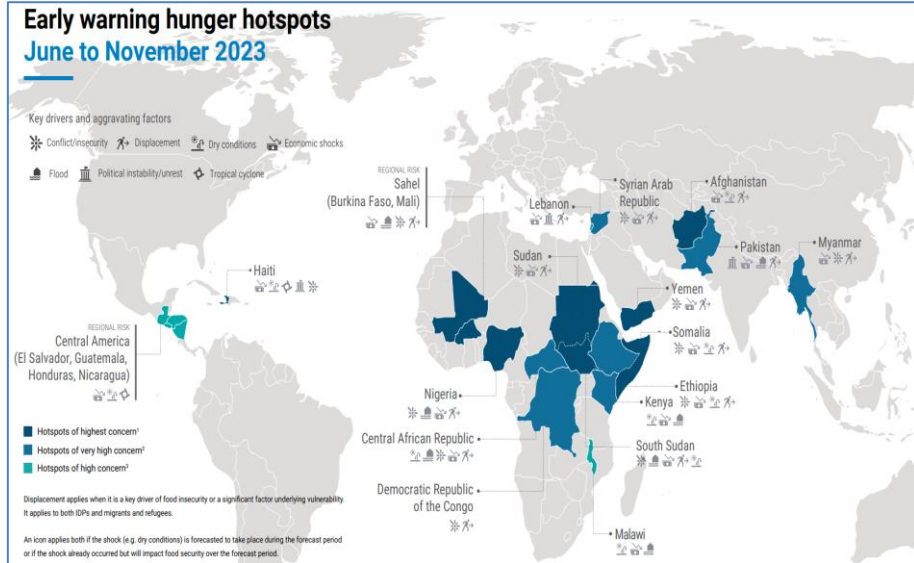 Early warning hunger hotspots
June to November 2023
Key drivers and aggravating factors
Conflict/insecurity Displacement Dry conditions Economic shocks
Flood Political instability/unrest Tropical cyclone
REGIONAL RISK
Sahel
(Burkina Faso, Mali)
Lebanon
Syrian Arab
Republic
Afghanistan
Pakistan
Myanmar
Haiti
Sudan
Yemen
Somalia
REGIONAL RISK
Central America
(El Salvador, Guatemala,
Honduras, Nicaragua)
Nigeria
Ethiopia
Kenya
Central African Republic
South Sudan
Democratic Republic
of the Congo
Malawi
Hotspots of highest concern¹
Hotspots of very high concern²
Hotspots of high concern³
Displacement applies when it is a key driver of food insecurity or a significant factor underlying vulnerability.
It applies to both IDPs and migrants and refugees.
An icon applies both if the shock (e.g. dry conditions) is forecasted to take place during the forecast period
or if the shock already occurred but will impact food security over the forecast period.